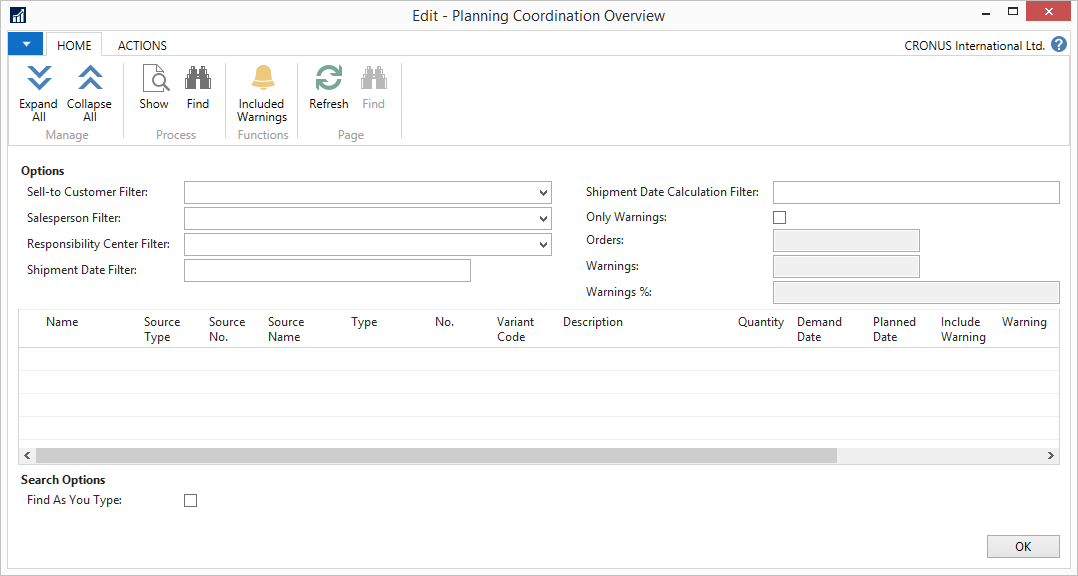 Edit - Planning Coordination Overview
HOME
ACTIONS
CRONUS International Ltd.
?
Expand All
Collapse All
Show
Find
Included Warnings
Refresh
Find
Manage
Process
Functions
Page
Options
Sell-to Customer Filter:
Salesperson Filter:
Responsibility Center Filter:
Shipment Date Filter:
Shipment Date Calculation Filter:
Only Warnings:
Orders:
Warnings:
Warnings %:
Name
Source Type
Source No.
Source Name
Type
No.
Variant Code
Description
Quantity
Demand Date
Planned Date
Include Warning
Warning
Search Options
Find As You Type:
OK